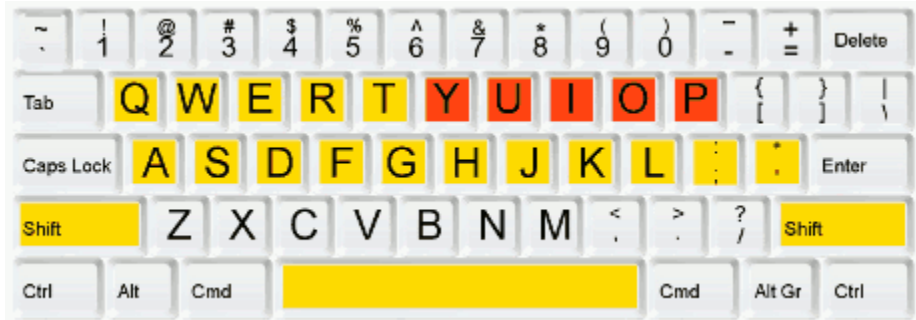 ~ ` ! 1 @ 2 # 3 $ 4 % 5 ^ 6 & 7 * 8 ( 9 ) 0 - - + = Delete
Tab Q W E R T Y U I O P { [ } ] | \
Caps Lock A S D F G H J K L : ; " ' Enter
Shift Z X C V B N M < , > . ? / Shift
Ctrl Alt Cmd Cmd Alt Gr Ctrl